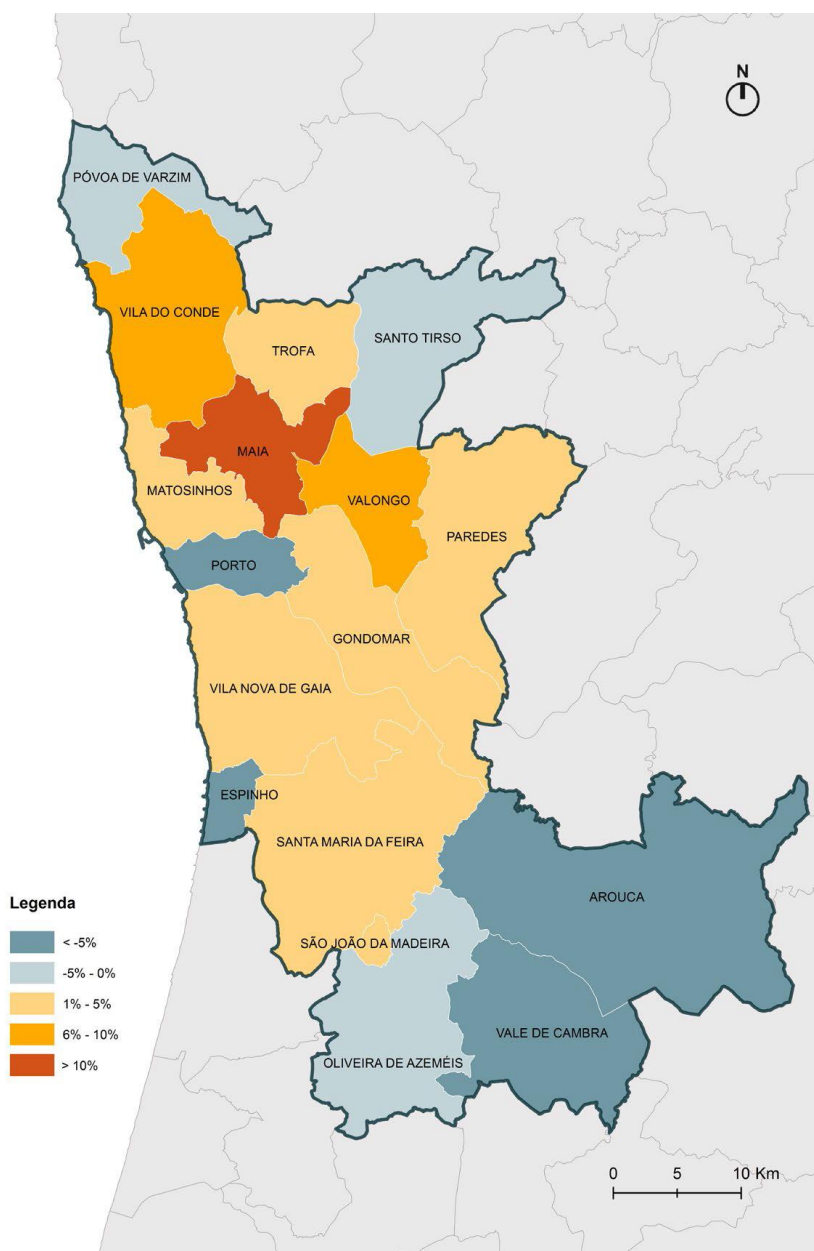 N
PÓVOA DE VARZIM
VILA DO CONDE
TROFA
SANTO TIRSO
MAIA
MATOSINHOS
VALONGO
PAREDES
PORTO
GONDOMAR
VILA NOVA DE GAIA
ESPINHO
SANTA MARIA DA FEIRA
AROUCA
SÃO JOÃO DA MADEIRA
VALE DE CAMBRA
OLIVEIRA DE AZEMÉIS
Legenda
< -5%
-5% - 0%
1% - 5%
6% - 10%
> 10%
0 5 10 Km